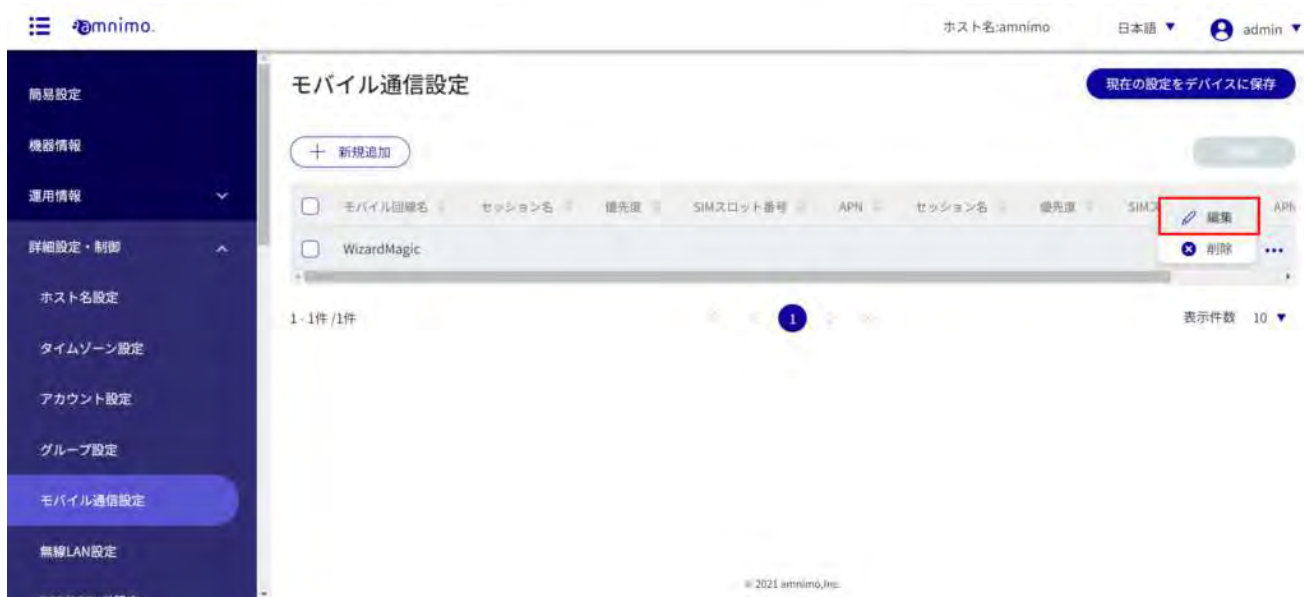 amnimo.
ホスト名:amnimo
日本語
admin
簡易設定
機器情報
運用情報
詳細設定・制御
ホスト名設定
タイムゾーン設定
アカウント設定
グループ設定
モバイル通信設定
無線LAN設定
モバイル通信設定
現在の設定をデバイスに保存
新規追加
モバイル回線名 セッション名 優先度 SIMスロット番号 APN セッション名 優先度 SIMス APN
編集
WizardMagic
削除
1 - 1件 /1件
1
表示件数 10
© 2021 amnimo,Inc.